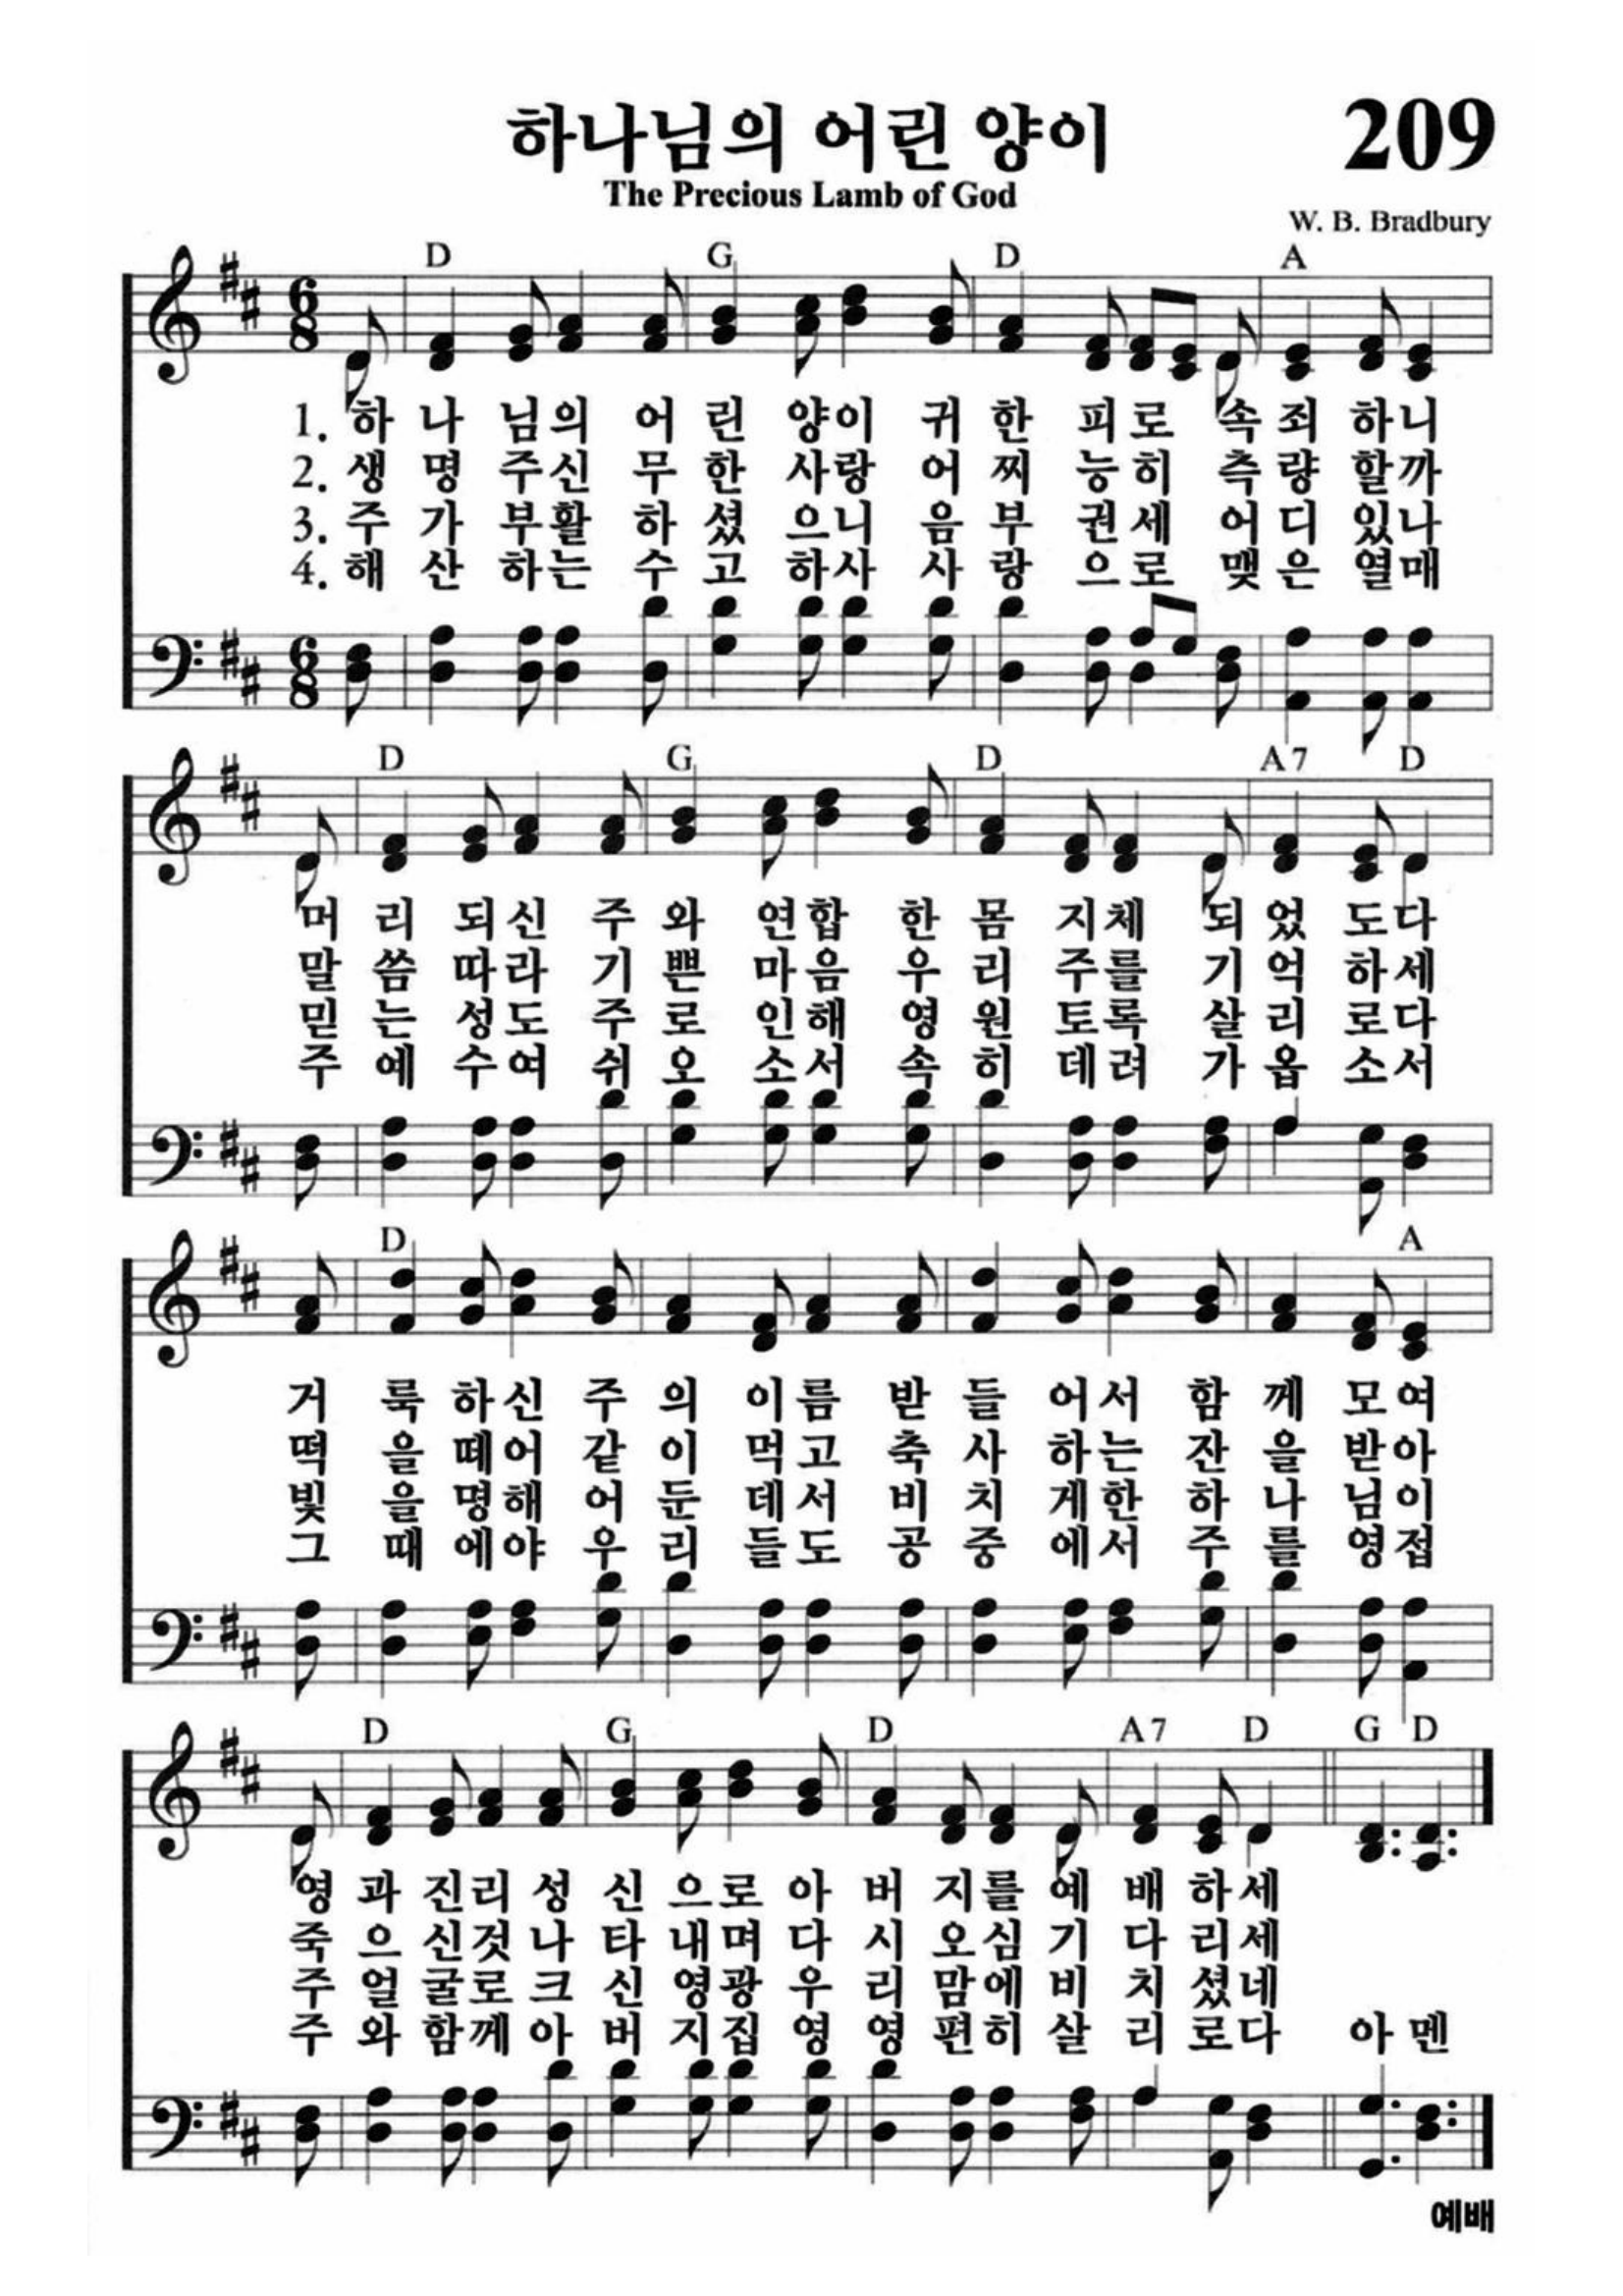 하나님의 어린 양이 209
The Precious Lamb of God
W. B. Bradbury
D G D A
6 8
1. 하 나 님의 어 린 양이 귀 한 피로 속 죄 하니
2. 생 명 주신 무 한 사랑 어 찌 능히 측 량 할까
3. 주 가 부활 하 셨 으니 음 부 권세 어 디 있나
4. 해 산 하는 수 고 하사 사 랑 으로 맺 은 열매
6 8
D G D A7 D
머 리 되신 주 와 연합 한 몸 지체 되 었 도다
말 씀 따라 기 쁜 마음 우 리 주를 기 억 하세
믿 는 성도 주 로 인해 영 원 토록 살 리 로다
주 예 수여 쉬 오 소서 속 히 데려 가 옵 소서
D A
거 룩 하신 주 의 이름 받 들 어서 함 께 모여
떡 을 떼어 같 이 먹고 축 사 하는 잔 을 받아
빛 을 명해 어 둔 데서 비 치 게한 하 나 님이
그 때 에야 우 리 들도 공 중 에서 주 를 영접
D G D A7 D G D
영 과 진리 성 신 으로 아 버 지를 예 배 하세
죽 으 신것 나 타 내며 다 시 오심 기 다 리세
주 얼 굴로 크 신 영광 우 리 맘에 비 치 셨네
주 와 함께 아 버 지집 영 영 편히 살 리 로다 아 멘
예배